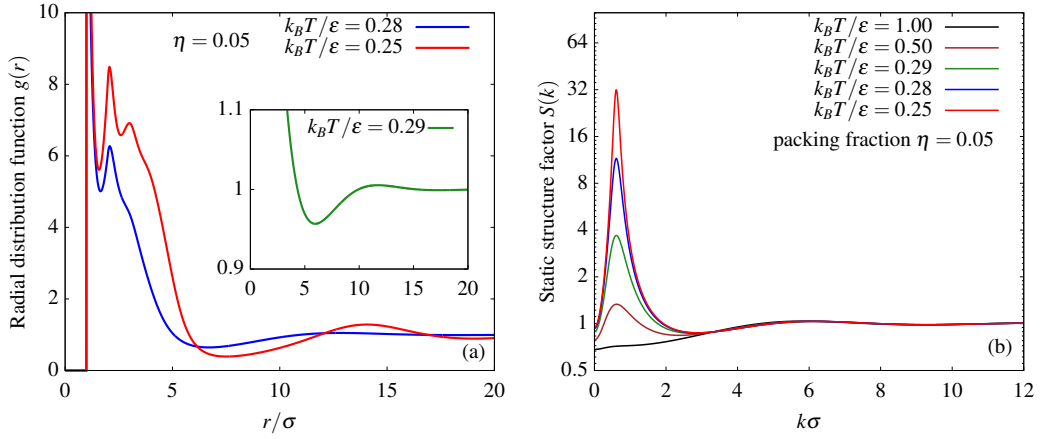 Radial distribution function g(r)
10
8
6
4
2
0
η = 0.05
k_BT/ε = 0.28
k_BT/ε = 0.25
1.1
1
0.9
k_BT/ε = 0.29
0 5 10 15 20
(a)
0 5 10 15 20
r/σ
Static structure factor S(k)
64
32
16
8
4
2
1
0.5
k_BT/ε = 1.00
k_BT/ε = 0.50
k_BT/ε = 0.29
k_BT/ε = 0.28
k_BT/ε = 0.25
packing fraction η = 0.05
(b)
0 2 4 6 8 10 12
kσ